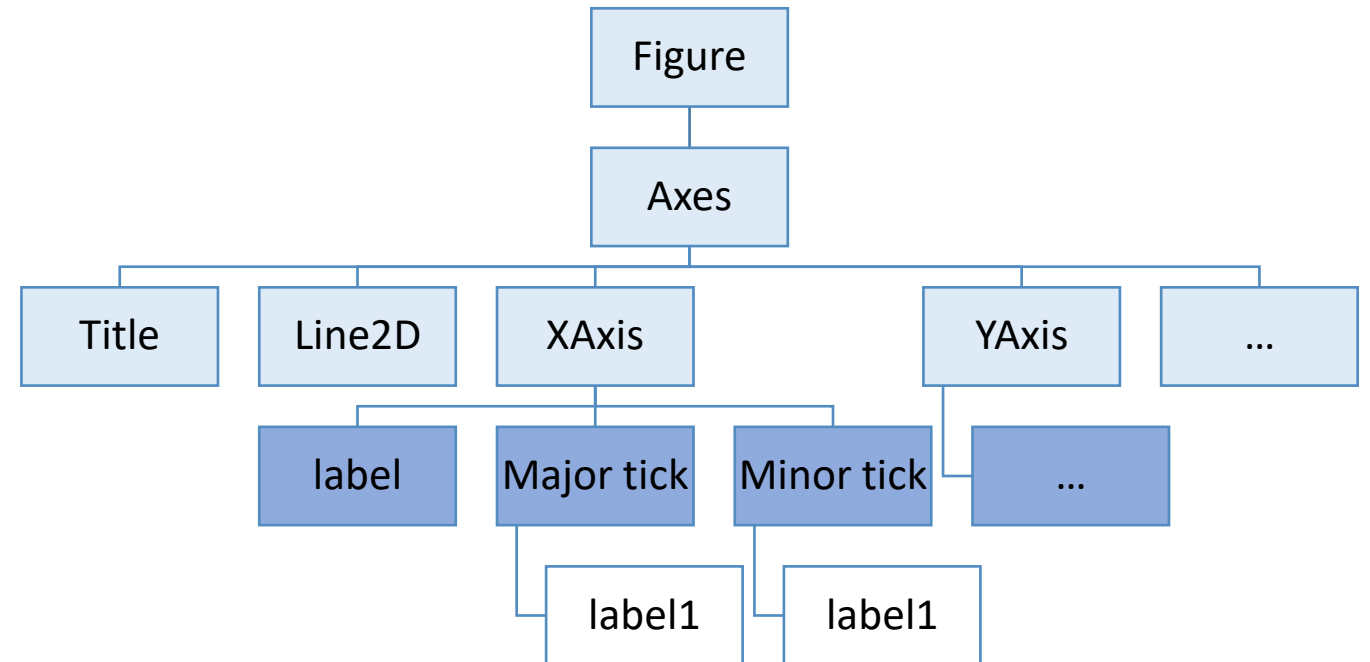 Figure
Axes
Title
Line2D
XAxis
YAxis
...
label
Major tick
Minor tick
...
label1
label1